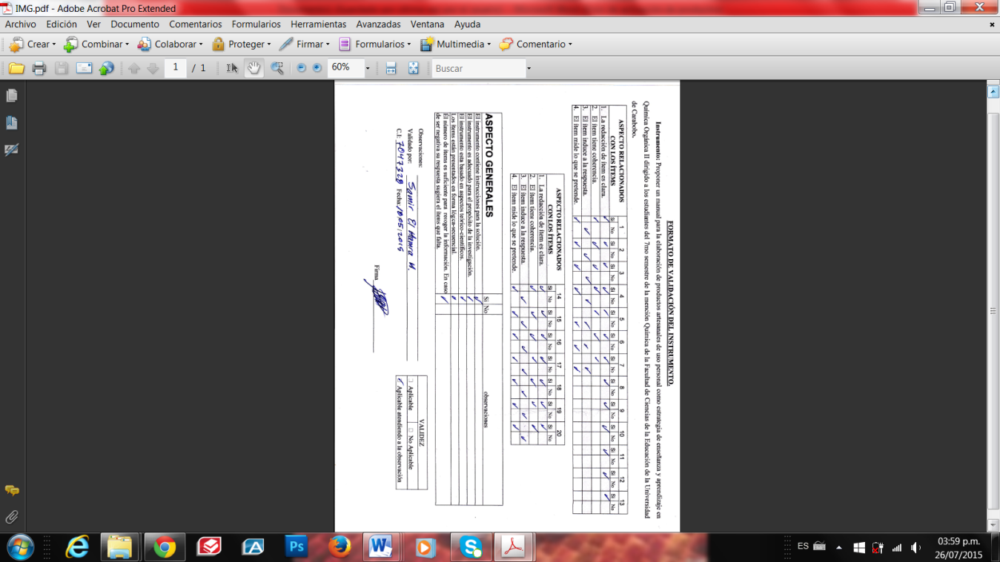 IMG.pdf - Adobe Acrobat Pro Extended
Archivo Edición Ver Documento Comentarios Formularios Herramientas Avanzadas Ventana Ayuda
Crear Combinar Colaborar Proteger Firmar Formularios Multimedia Comentario
1 / 1 60% Buscar
FORMATO DE VALIDACIÓN DEL INSTRUMENTO.
Instrumento: Proponer un manual para la elaboración de productos artesanales de uso personal como estrategia de enseñanza y aprendizaje en
Química Orgánica II dirigido a los estudiantes del 7mo semestre de la mención Química de la Facultad de Ciencias de la Educación de la Universidad
de Carabobo.
ASPECTO RELACIONADOS CON LOS ÍTEMS 1 2 3 4 5 6 7 8 9 10 11 12 13
Si No Si No Si No Si No Si No Si No Si No Si No Si No Si No Si No Si No Si No
1. La redacción de ítem es clara.
2. El ítem tiene coherencia.
3. El ítem induce a la respuesta.
4. El ítem mide lo que se pretende.
ASPECTO RELACIONADOS CON LOS ÍTEMS 14 15 16 17 18 19 20
Si No Si No Si No Si No Si No Si No Si No
1. La redacción de ítem es clara.
2. El ítem tiene coherencia.
3. El ítem induce a la respuesta.
4. El ítem mide lo que se pretende.
ASPECTO GENERALES Si No observaciones
El instrumento contiene instrucciones para la solución.
El instrumento es adecuado para el propósito de la investigación.
El instrumento esta basado en aspectos teórico-científicos.
Los ítems están presentados en forma lógica-secuencial.
El número de ítems es suficiente para recoger la información. En caso
de ser negativa su respuesta sugiera el ítems que falta.
Observaciones:
Validado por: Samir El Hamra H.
C.I: 7047328 Fecha: 10/05/2015
Firma
VALIDEZ
Aplicable No Aplicable
Aplicable atendiendo a la observación
ES 03:59 p.m.
26/07/2015